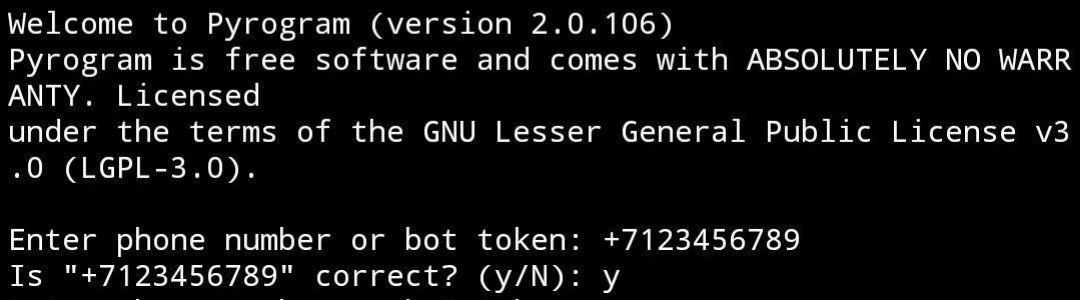 Welcome to Pyrogram (version 2.0.106)
Pyrogram is free software and comes with ABSOLUTELY NO WARR
ANTY. Licensed
under the terms of the GNU Lesser General Public License v3
.0 (LGPL-3.0).
Enter phone number or bot token: +7123456789
Is "+7123456789" correct? (y/N): y